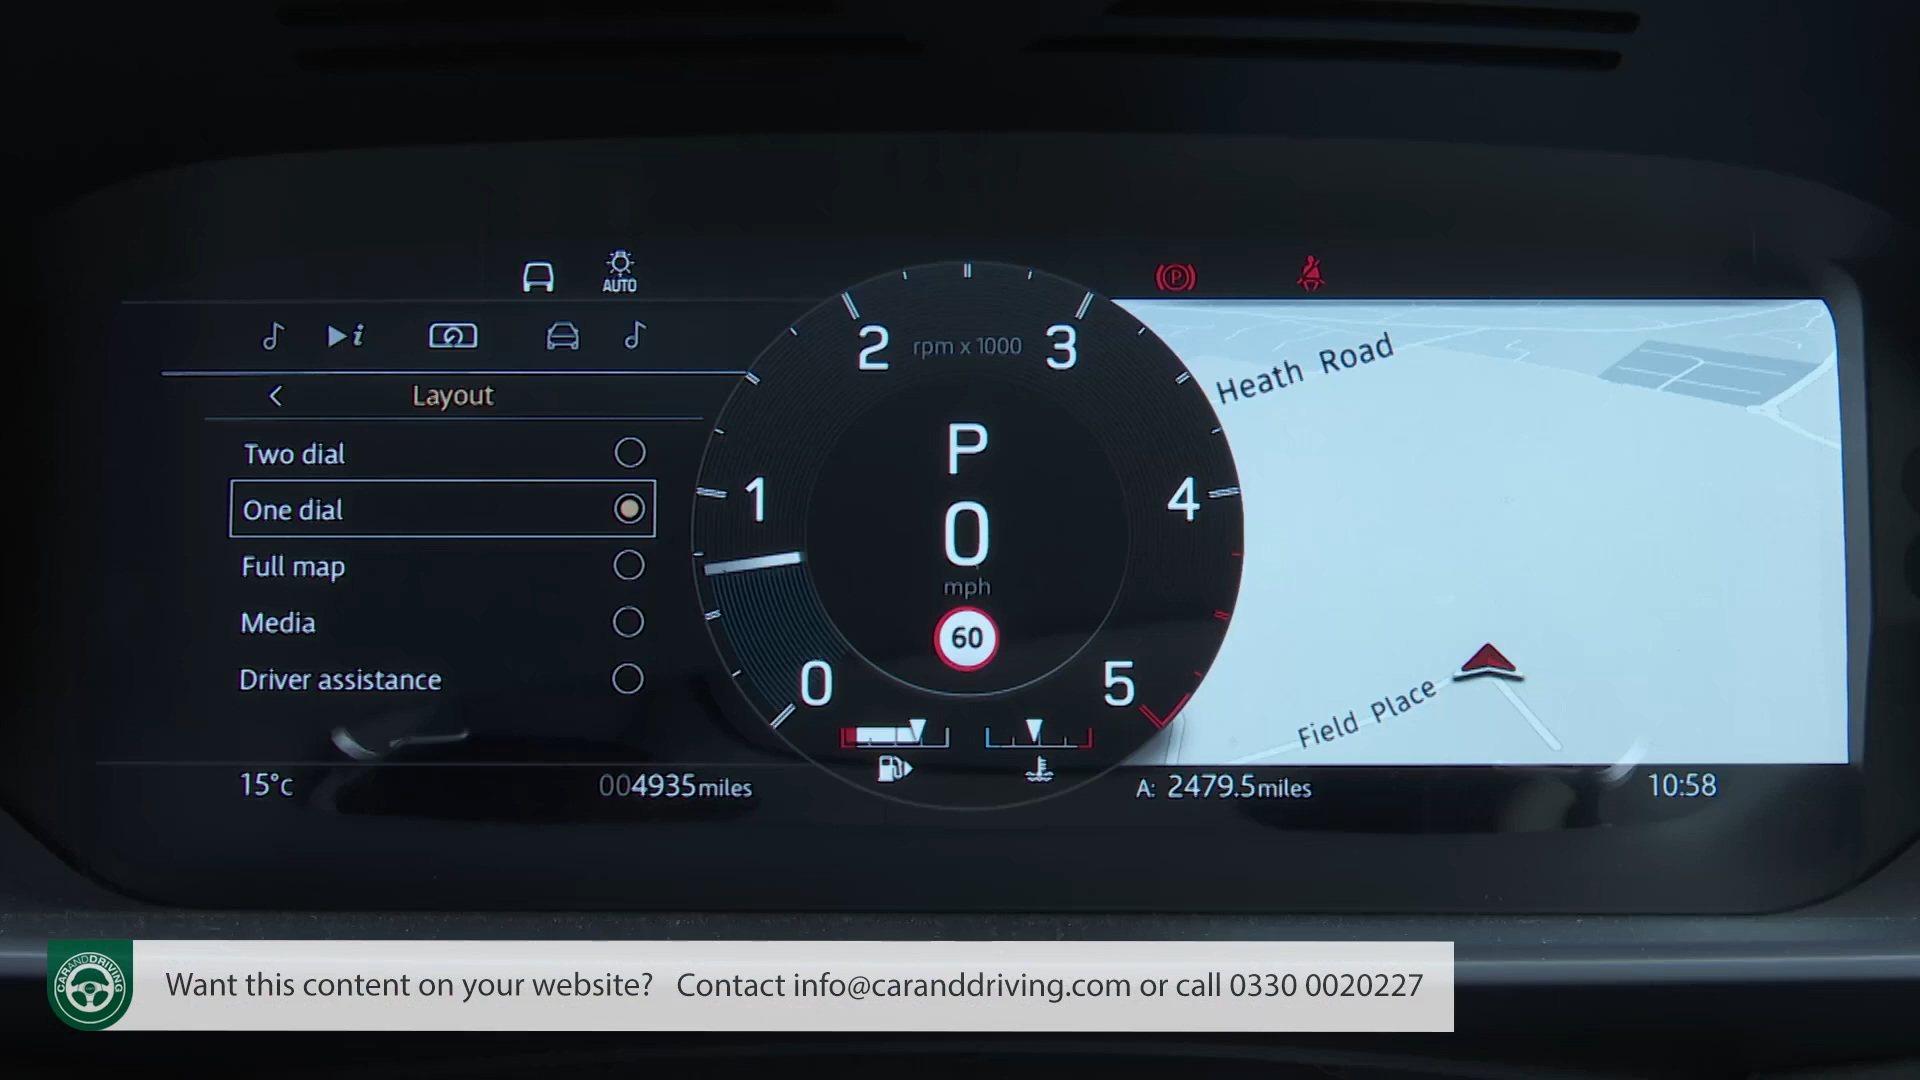 AUTO
i
Layout
Two dial
One dial
Full map
Media
Driver assistance
15°c
004935miles
2
rpm x 1000
3
1
P
4
0
mph
60
0
5
P
Heath Road
Field Place
A: 2479.5miles
10:58
CARANDDRIVING
Want this content on your website? Contact info@caranddriving.com or call 0330 0020227